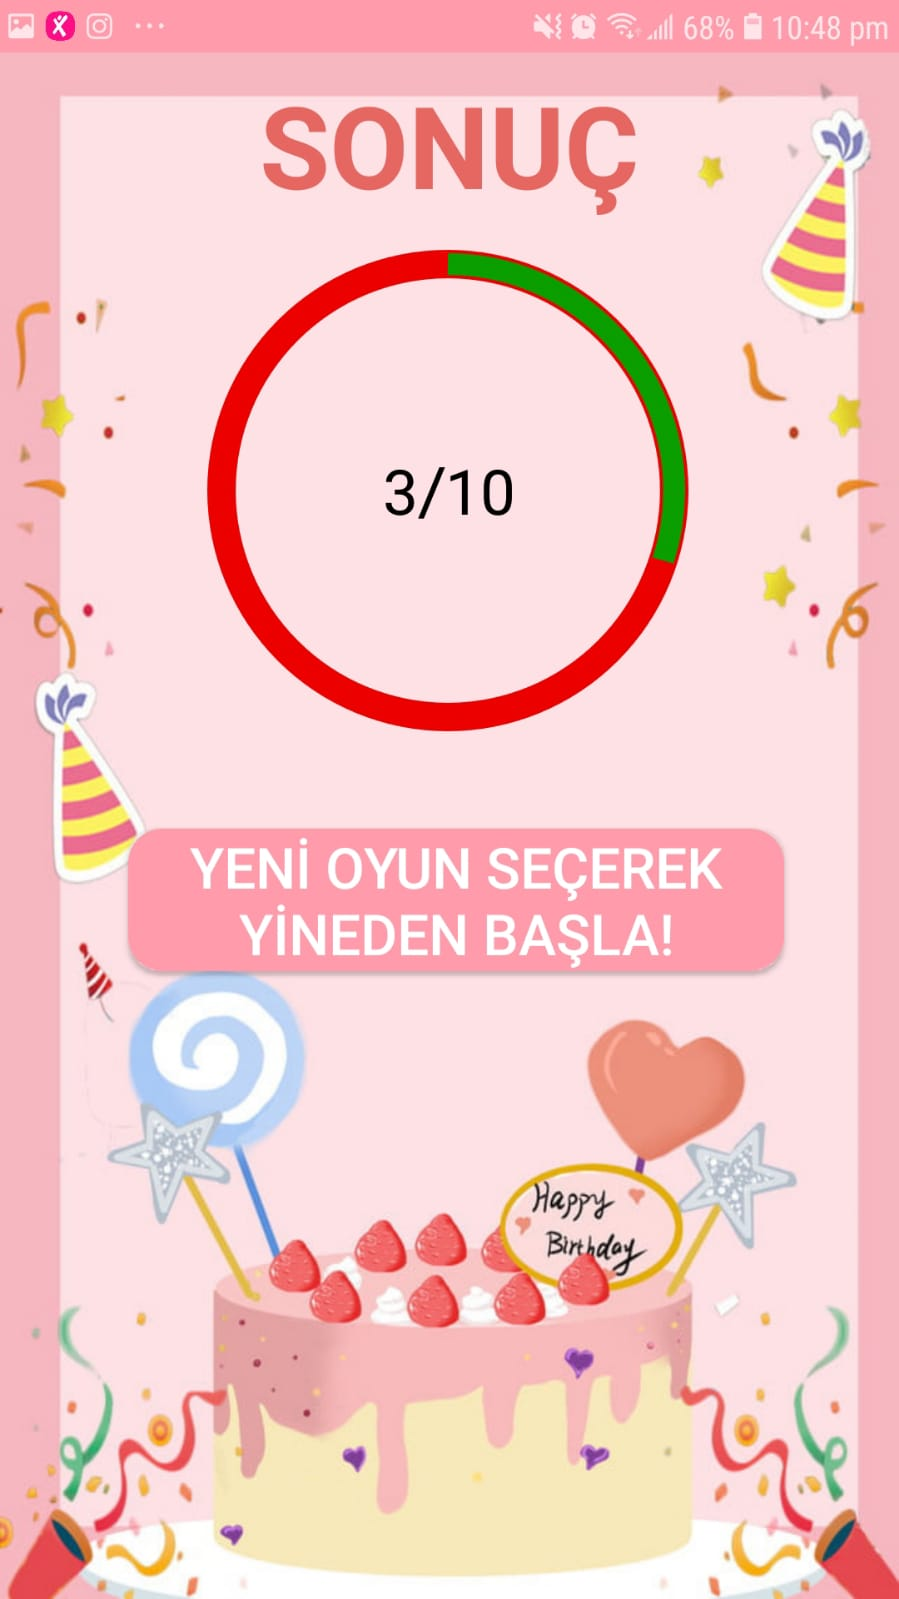 68% 10:48 pm
SONUÇ
3/10
YENİ OYUN SEÇEREK
YİNEDEN BAŞLA!
Happy
Birthday